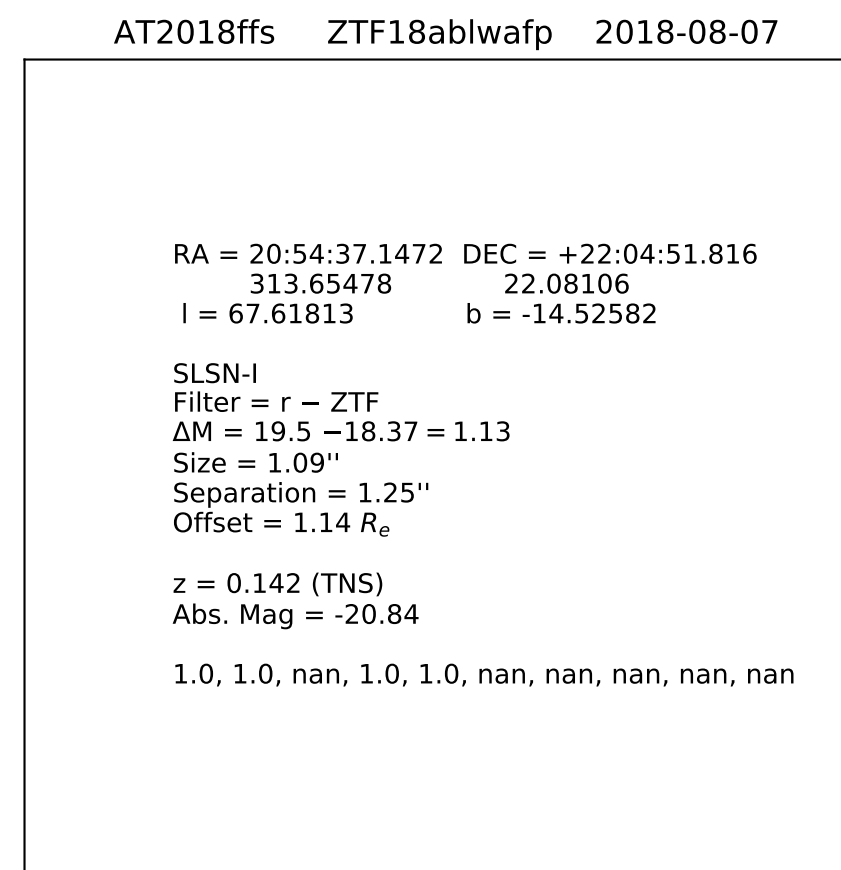 AT2018ffs ZTF18ablwafp 2018-08-07
RA = 20:54:37.1472 DEC = +22:04:51.816
313.65478 22.08106
l = 67.61813 b = -14.52582
SLSN-I
Filter = r − ZTF
ΔM = 19.5 −18.37 = 1.13
Size = 1.09''
Separation = 1.25''
Offset = 1.14 Rₑ
z = 0.142 (TNS)
Abs. Mag = -20.84
1.0, 1.0, nan, 1.0, 1.0, nan, nan, nan, nan, nan